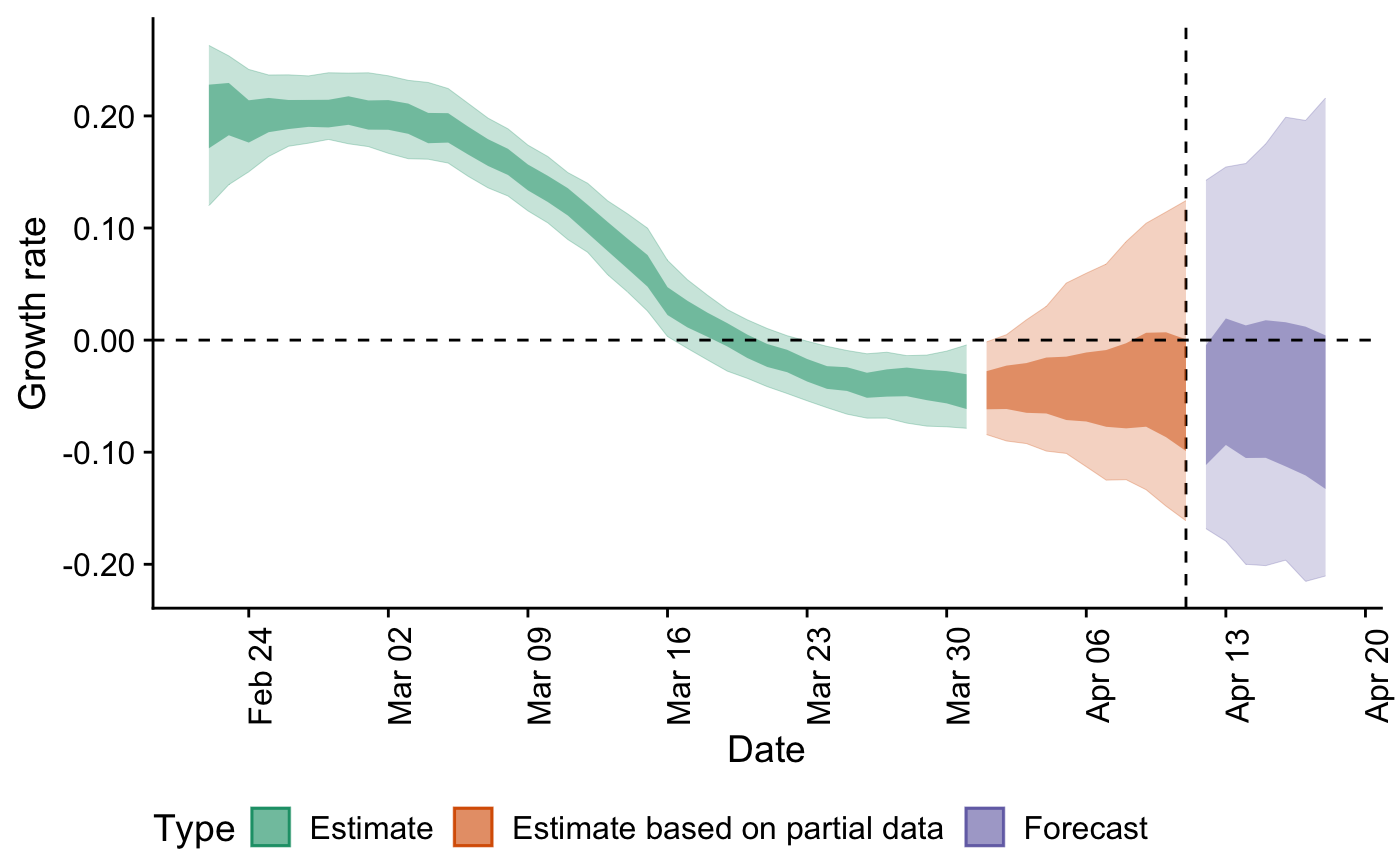 Growth rate
0.20
0.10
0.00
-0.10
-0.20
Feb 24
Mar 02
Mar 09
Mar 16
Mar 23
Mar 30
Apr 06
Apr 13
Apr 20
Date
Type Estimate Estimate based on partial data Forecast